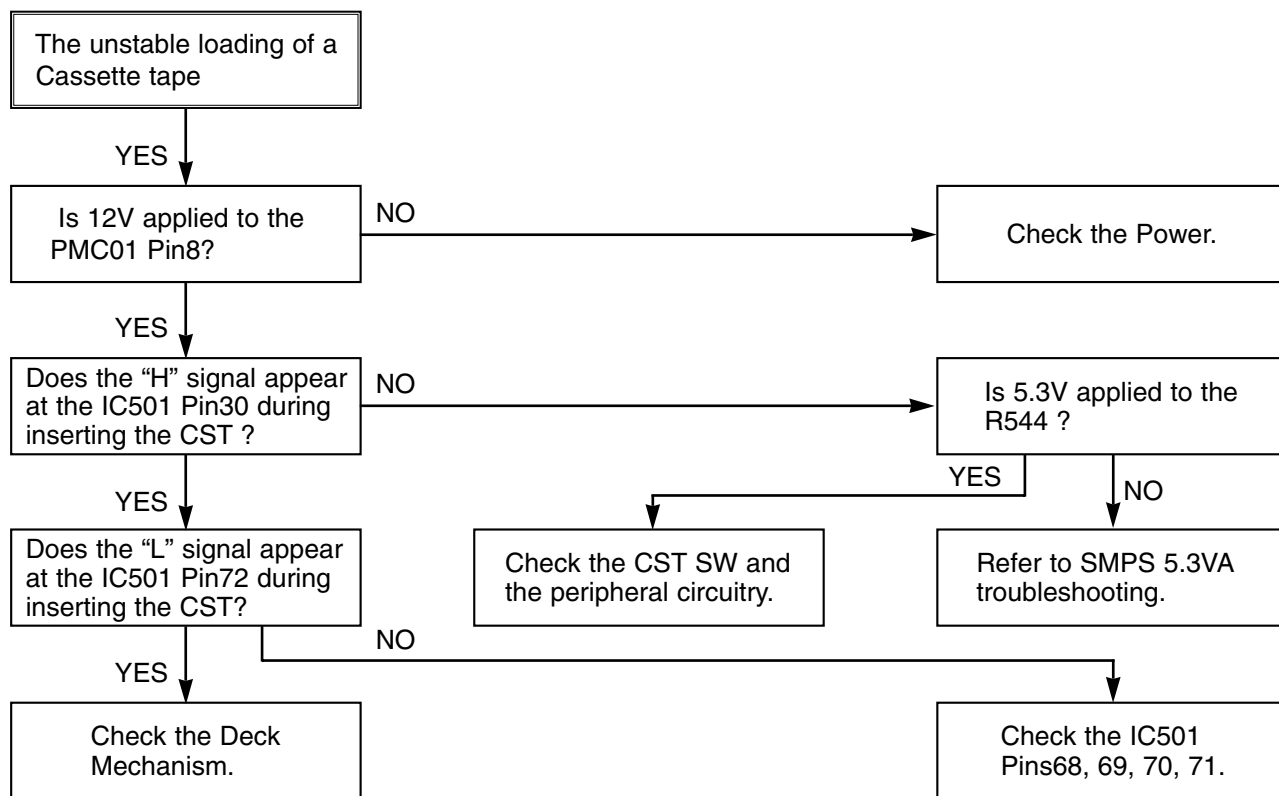 The unstable loading of a
Cassette tape
YES
Is 12V applied to the
PMC01 Pin8?
NO
Check the Power.
YES
Does the “H” signal appear
at the IC501 Pin30 during
inserting the CST ?
NO
Is 5.3V applied to the
R544 ?
YES
YES
NO
Does the “L” signal appear
at the IC501 Pin72 during
inserting the CST?
Check the CST SW and
the peripheral circuitry.
Refer to SMPS 5.3VA
troubleshooting.
NO
YES
Check the Deck
Mechanism.
Check the IC501
Pins68, 69, 70, 71.